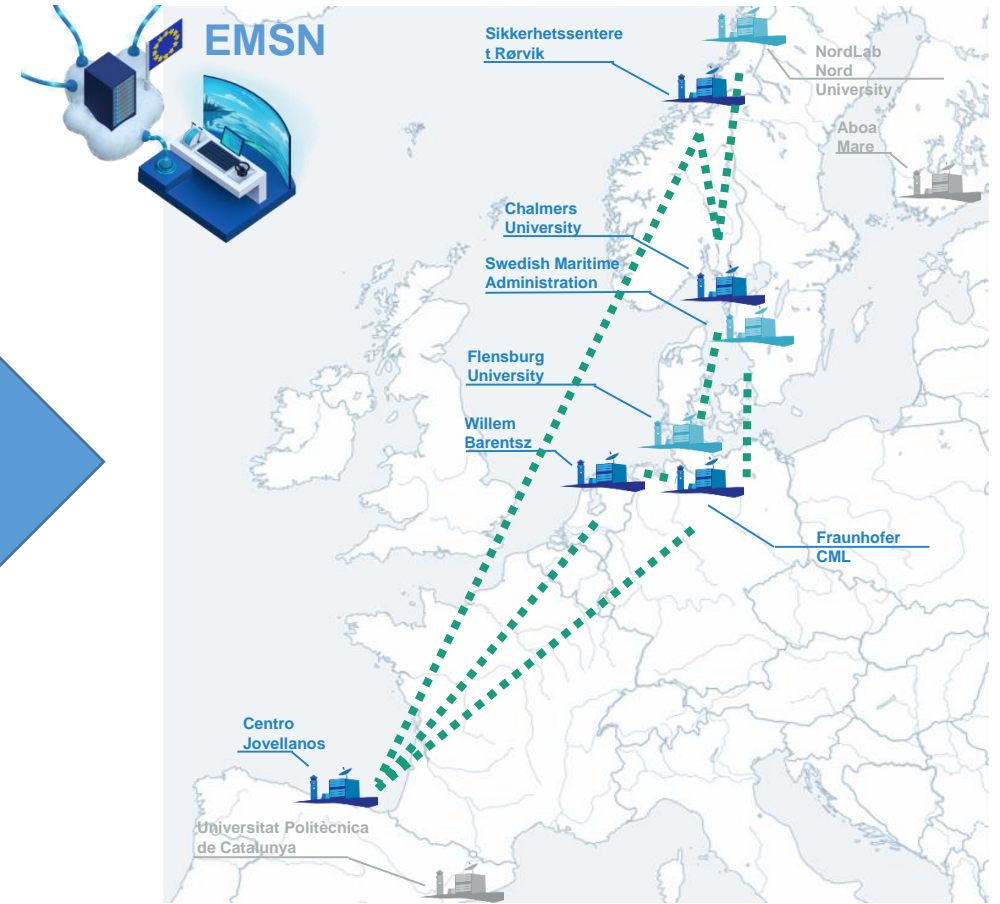 EMSN
Sikkerhetssentere
t Rørvik
NordLab
Nord
University
Aboa
Mare
Chalmers
University
Swedish Maritime
Administration
Flensburg
University
Willem
Barentsz
Fraunhofer
CML
Centro
Jovellanos
Universitat Politècnica
de Catalunya